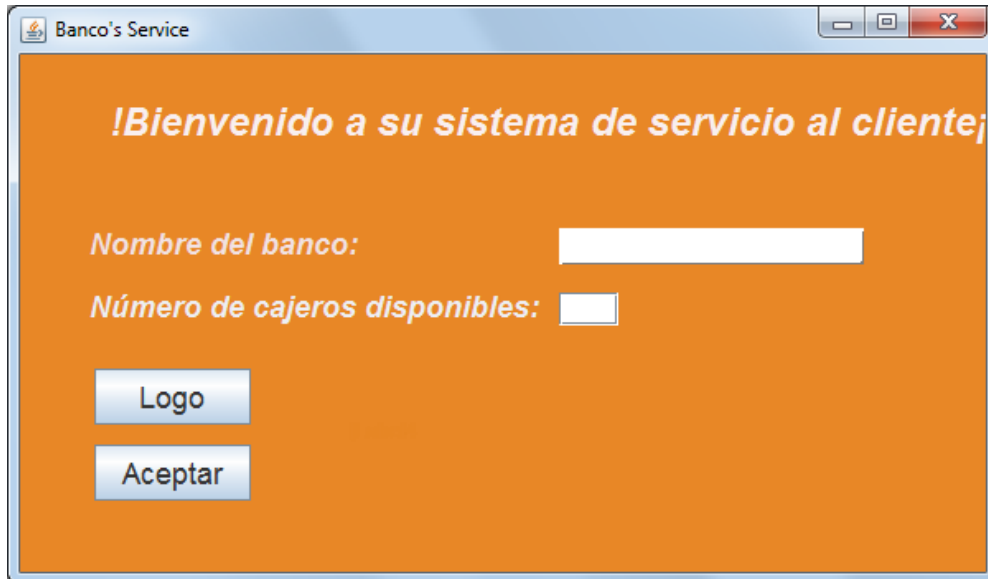 Banco's Service
!Bienvenido a su sistema de servicio al cliente¡
Nombre del banco:
Número de cajeros disponibles:
Logo
Aceptar